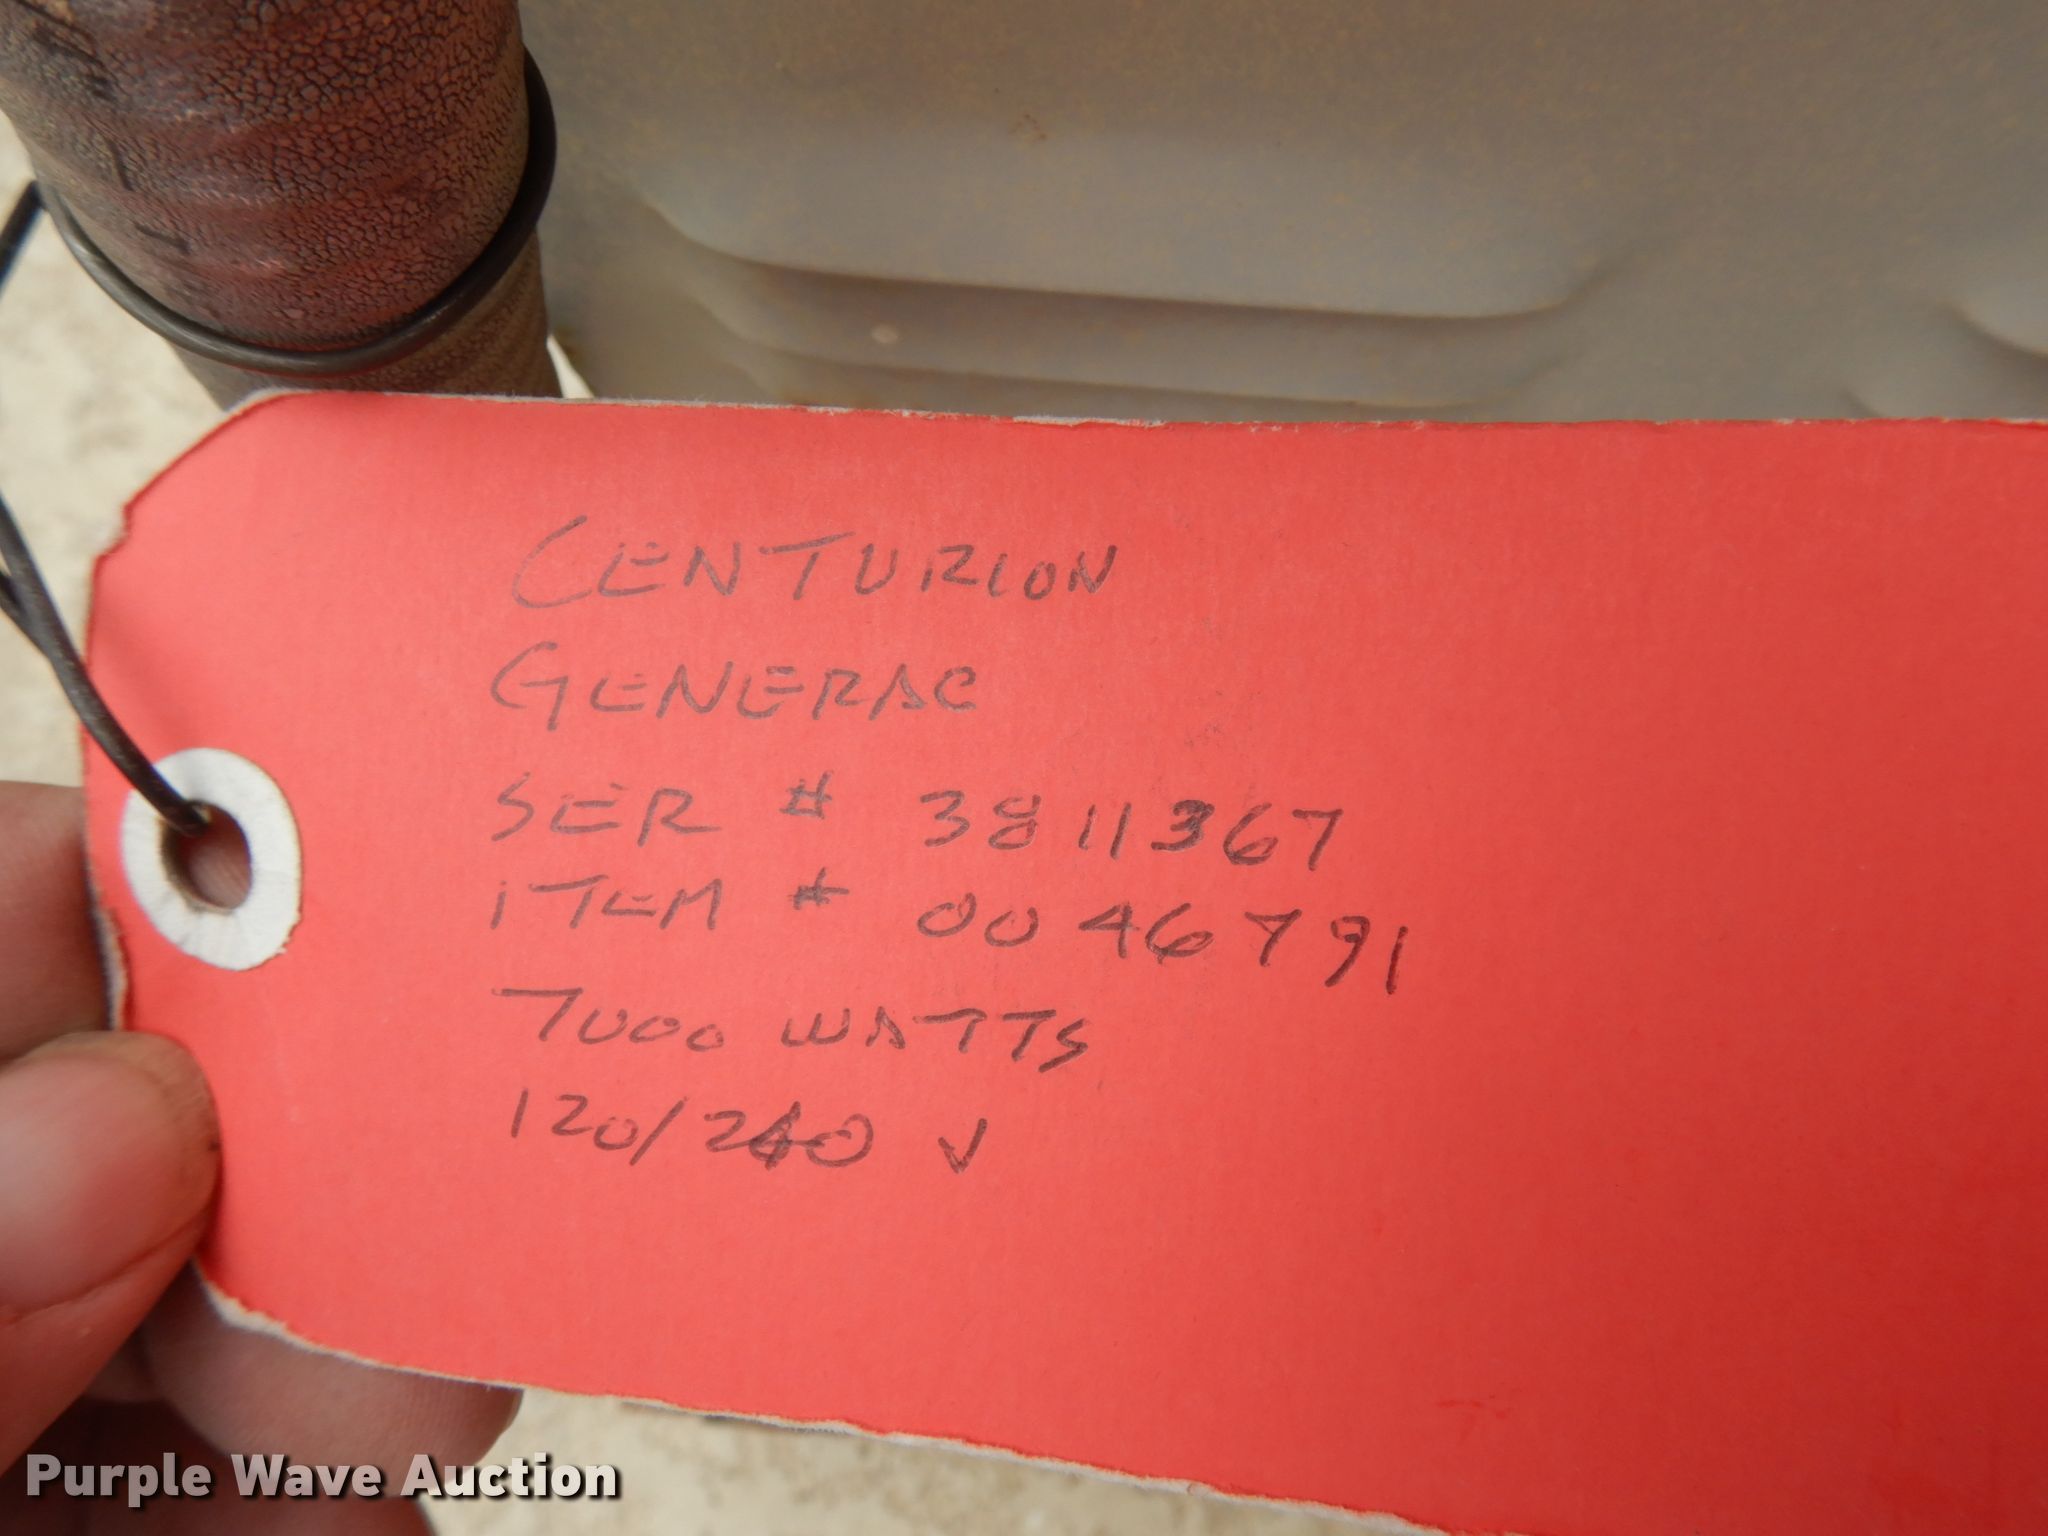 CENTURION
GENERAC
SER # 3811367
ITEM # 0046791
7000 WATTS
120/240 V
Purple Wave Auction